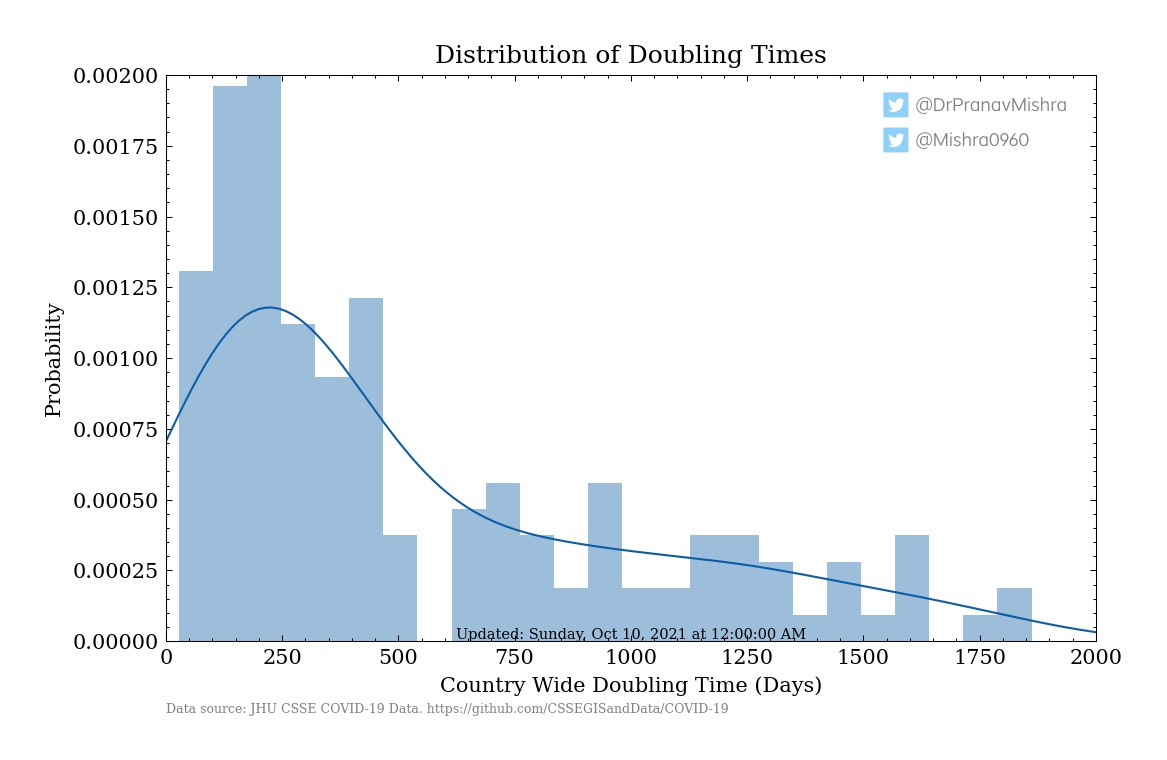 Distribution of Doubling Times
0.00200
0.00175
0.00150
0.00125
0.00100
0.00075
0.00050
0.00025
0.00000
Probability
@DrPranavMishra
@Mishra0960
Updated: Sunday, Oct 10, 2021 at 12:00:00 AM
0 250 500 750 1000 1250 1500 1750 2000
Country Wide Doubling Time (Days)
Data source: JHU CSSE COVID-19 Data. https://github.com/CSSEGISandData/COVID-19